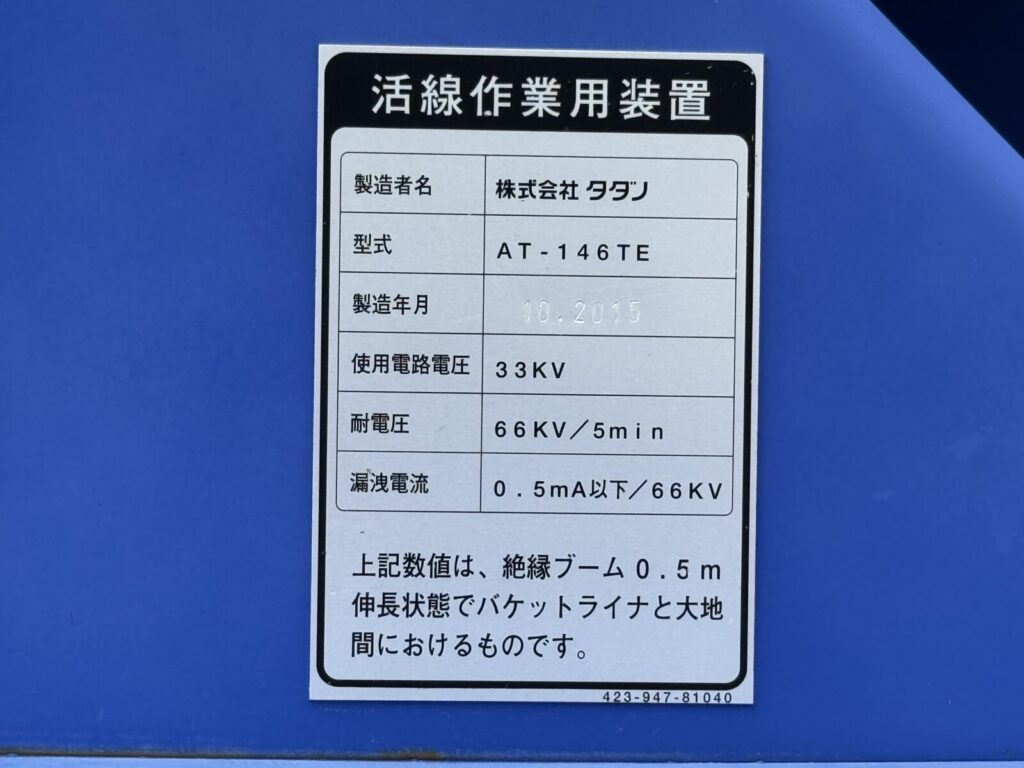 活線作業用装置
製造者名 株式会社タダノ
型式 AT-146TE
製造年月 10.2015
使用電路電圧 33KV
耐電圧 66KV/5min
漏洩電流 0.5mA以下/66KV
上記数値は、絶縁ブーム0.5m
伸長状態でバケットライナと大地
間におけるものです。
423-947-81040